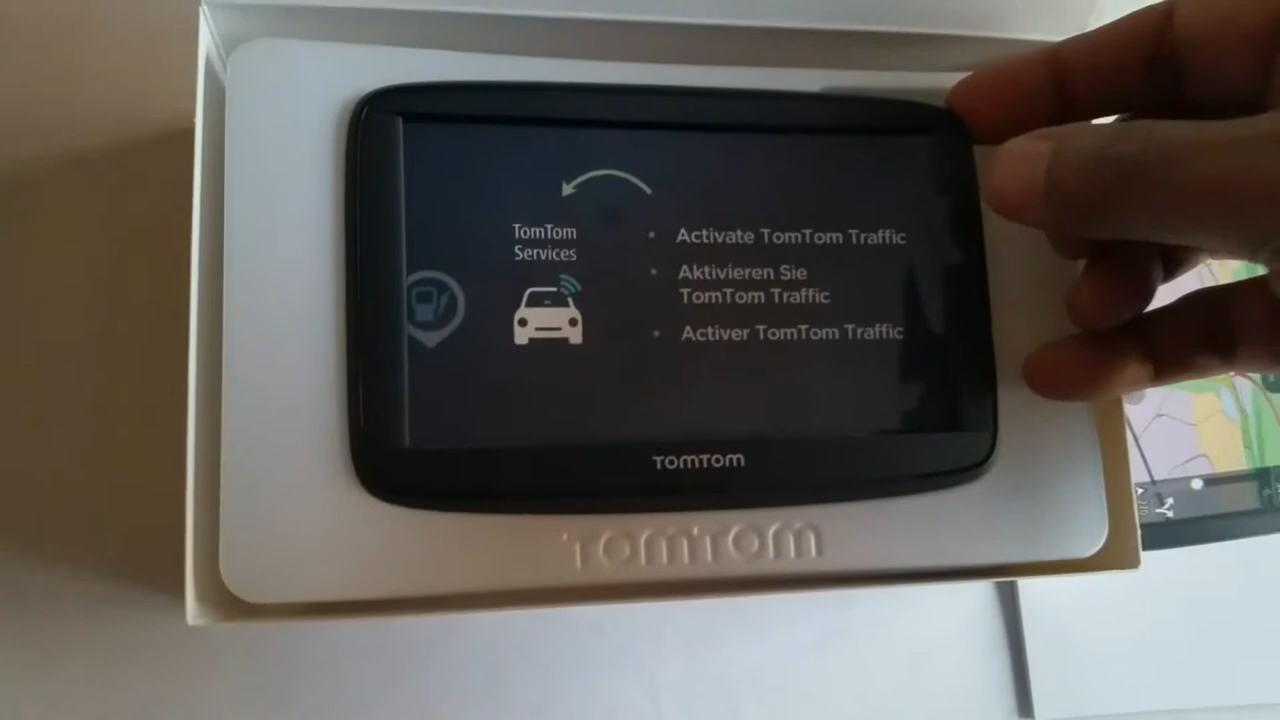 TomTom
Services
• Activate TomTom Traffic
• Aktivieren Sie
TomTom Traffic
• Activer TomTom Traffic
TOMTOM
TOMTOM